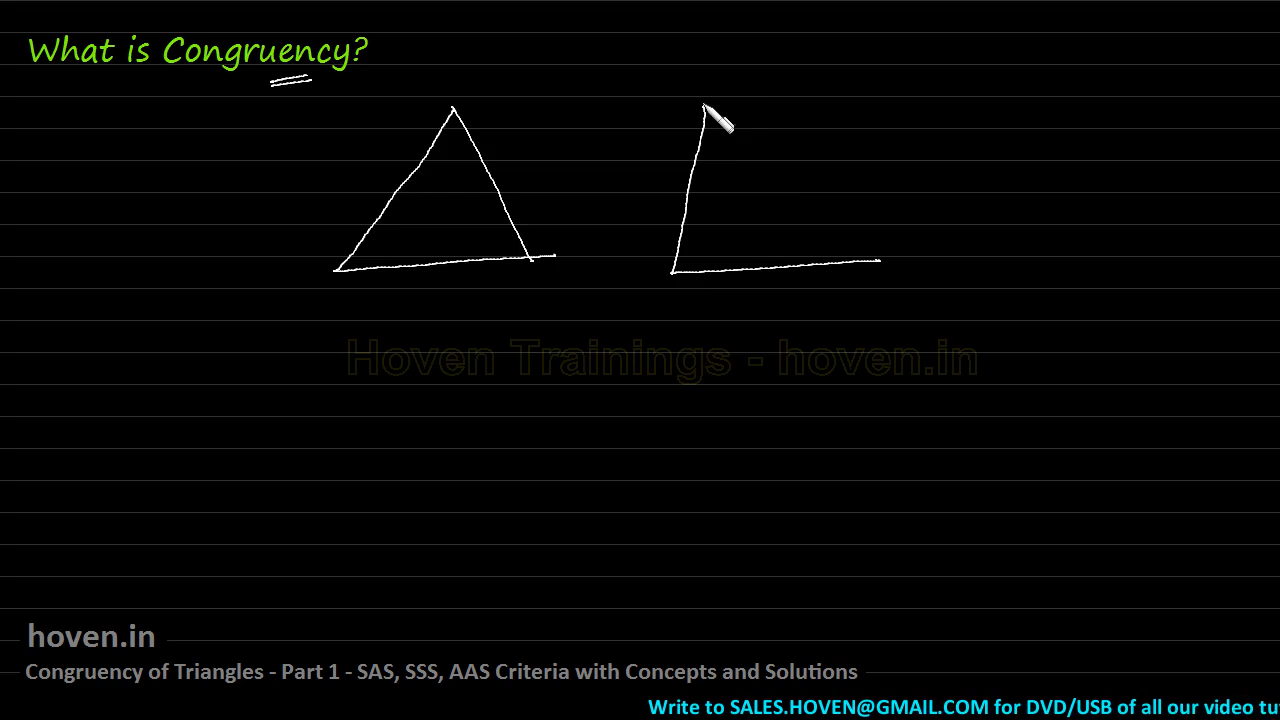 What is Congruency?
Hoven Trainings - hoven.in
hoven.in
Congruency of Triangles - Part 1 - SAS, SSS, AAS Criteria with Concepts and Solutions
Write to SALES.HOVEN@GMAIL.COM for DVD/USB of all our video tu